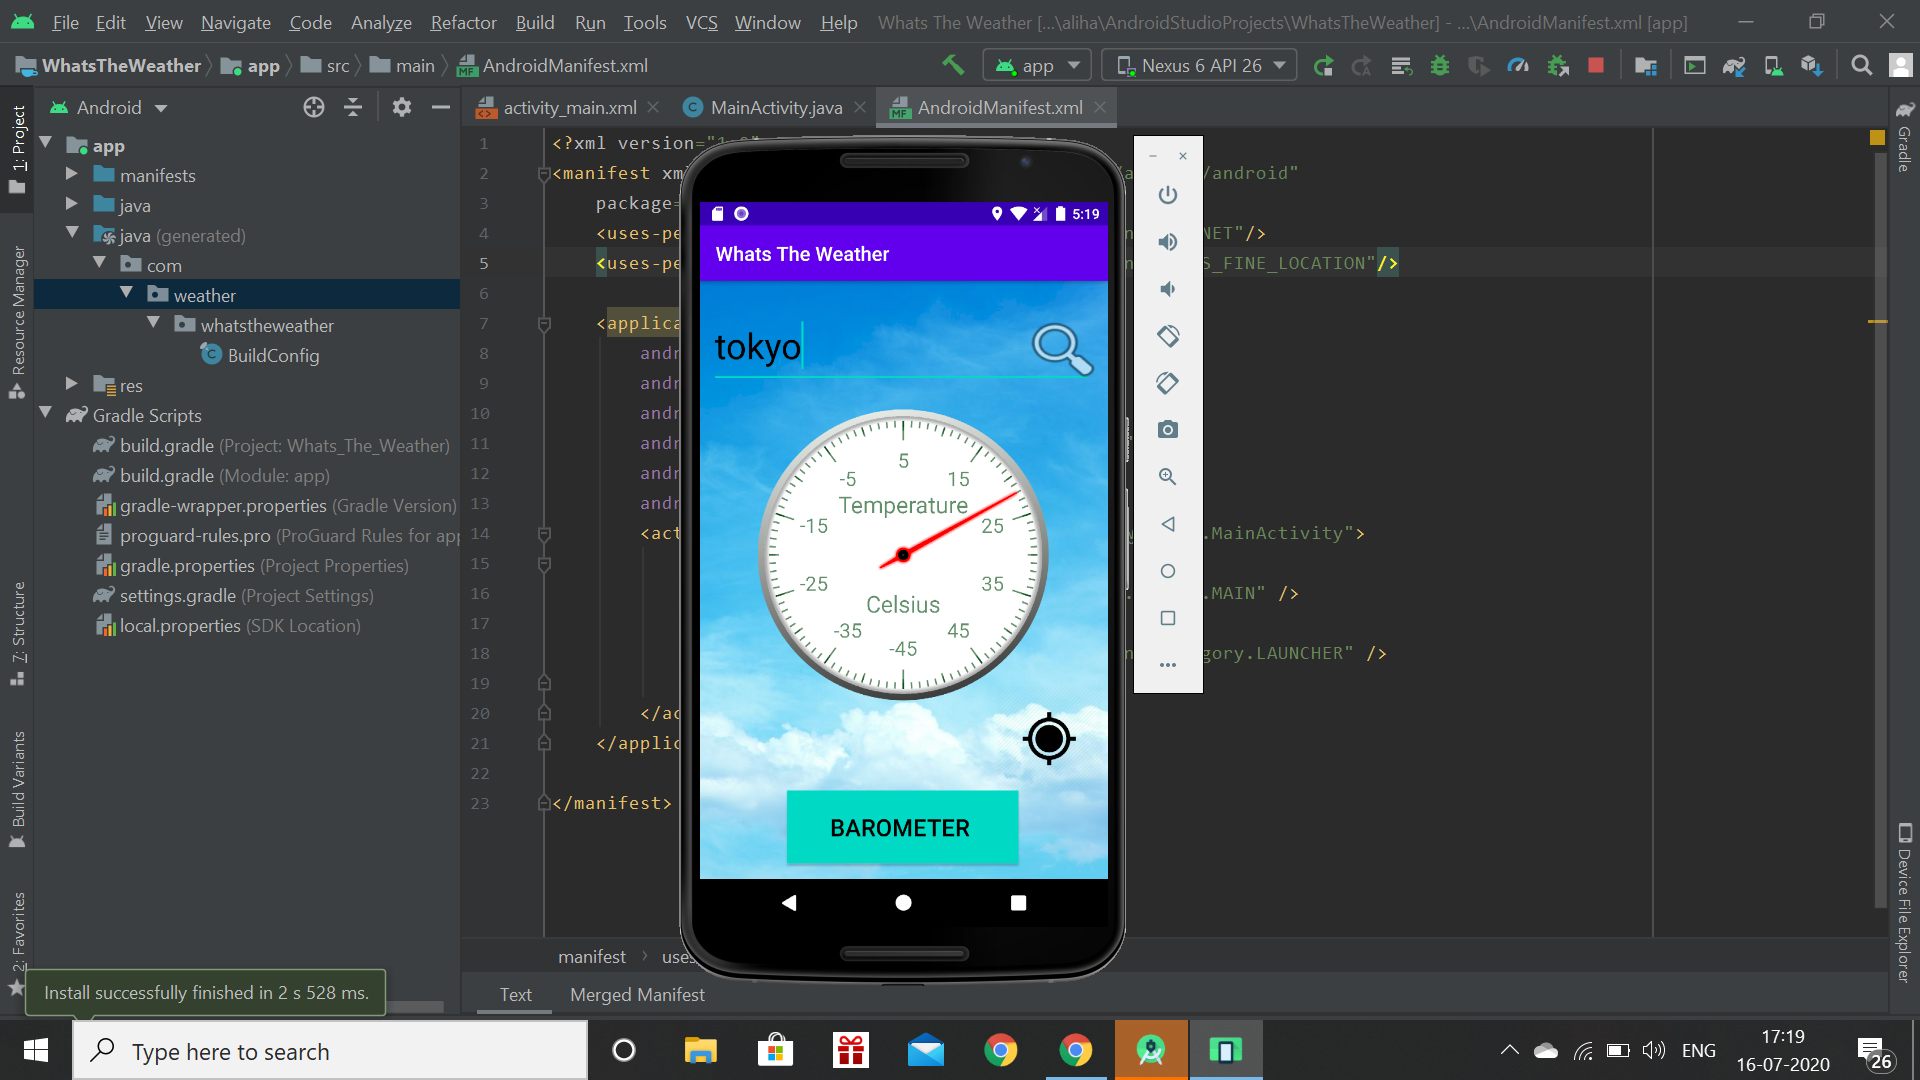 File Edit View Navigate Code Analyze Refactor Build Run Tools VCS Window Help Whats The Weather [...\aliha\AndroidStudioProjects\WhatsTheWeather] - ...\AndroidManifest.xml [app]
WhatsTheWeather app src main AndroidManifest.xml app Nexus 6 API 26
Android activity_main.xml MainActivity.java AndroidManifest.xml
1: Project
Resource Manager
Z: Structure
Build Variants
2: Favorites
app
manifests
java
java (generated)
com
weather
whatstheweather
BuildConfig
res
Gradle Scripts
build.gradle (Project: Whats_The_Weather)
build.gradle (Module: app)
gradle-wrapper.properties (Gradle Version)
proguard-rules.pro (ProGuard Rules for app
gradle.properties (Project Properties)
settings.gradle (Project Settings)
local.properties (SDK Location)
1 <?xml version="1.0"
2 <manifest xm /android"
3 package=
4 <uses-pe NET"/>
5 <uses-pe S_FINE_LOCATION"/>
6
7 <applica
8 andr
9 andr
10 andr
11 andr
12 andr
13 andr
14 <act .MainActivity">
15
16 .MAIN" />
17
18 gory.LAUNCHER" />
19
20 </ac
21 </applic
22
23 </manifest>
5:19
Whats The Weather
tokyo
5
-5 15
Temperature
-15 25
-25 35
Celsius
-35 45
-45
BAROMETER
Gradle
Device File Explorer
manifest › uses
Text Merged Manifest
Install successfully finished in 2 s 528 ms.
Type here to search
ENG
17:19
16-07-2020
26